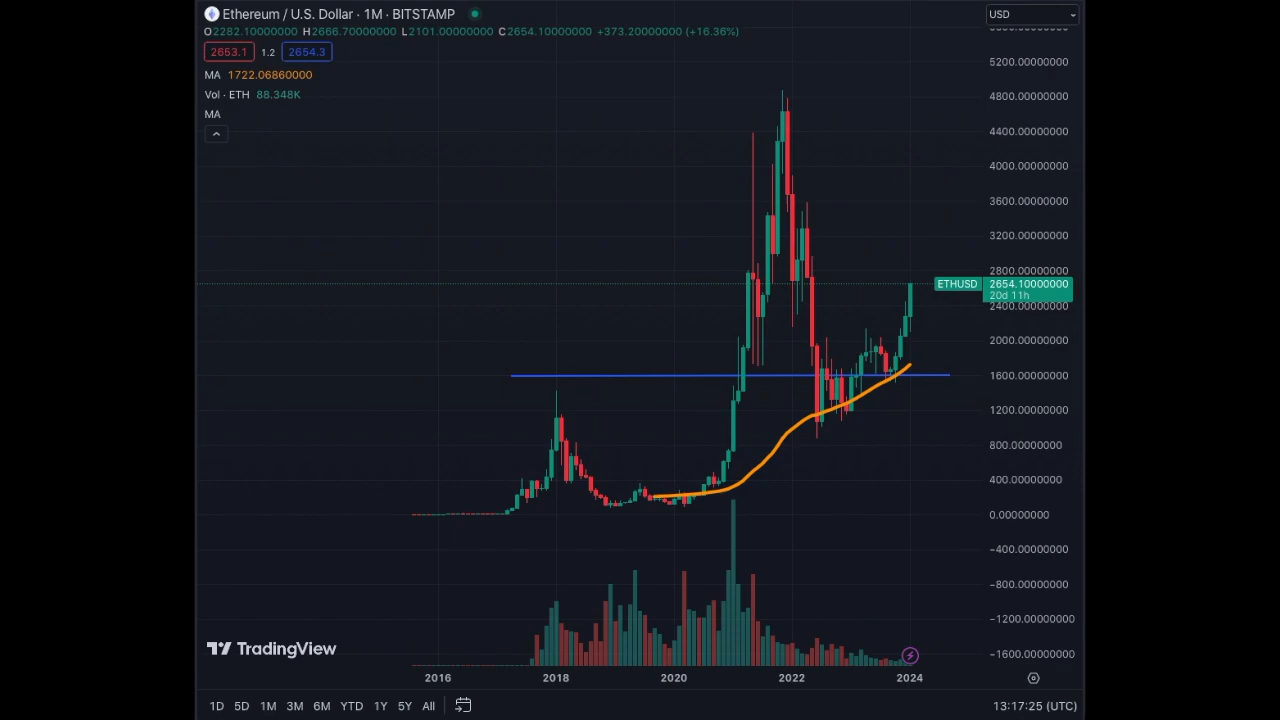 Ethereum / U.S. Dollar · 1M · BITSTAMP
USD
O2282.10000000 H2666.70000000 L2101.00000000 C2654.10000000 +373.20000000 (+16.36%)
2653.1 1.2 2654.3
MA 1722.06860000
Vol · ETH 88.348K
MA
5200.00000000
4800.00000000
4400.00000000
4000.00000000
3600.00000000
3200.00000000
2800.00000000
ETHUSD 2654.10000000
20d 11h
2400.00000000
2000.00000000
1600.00000000
1200.00000000
800.00000000
400.00000000
0.00000000
−400.00000000
−800.00000000
−1200.00000000
−1600.00000000
TradingView
2016 2018 2020 2022 2024
1D 5D 1M 3M 6M YTD 1Y 5Y All 13:17:25 (UTC)